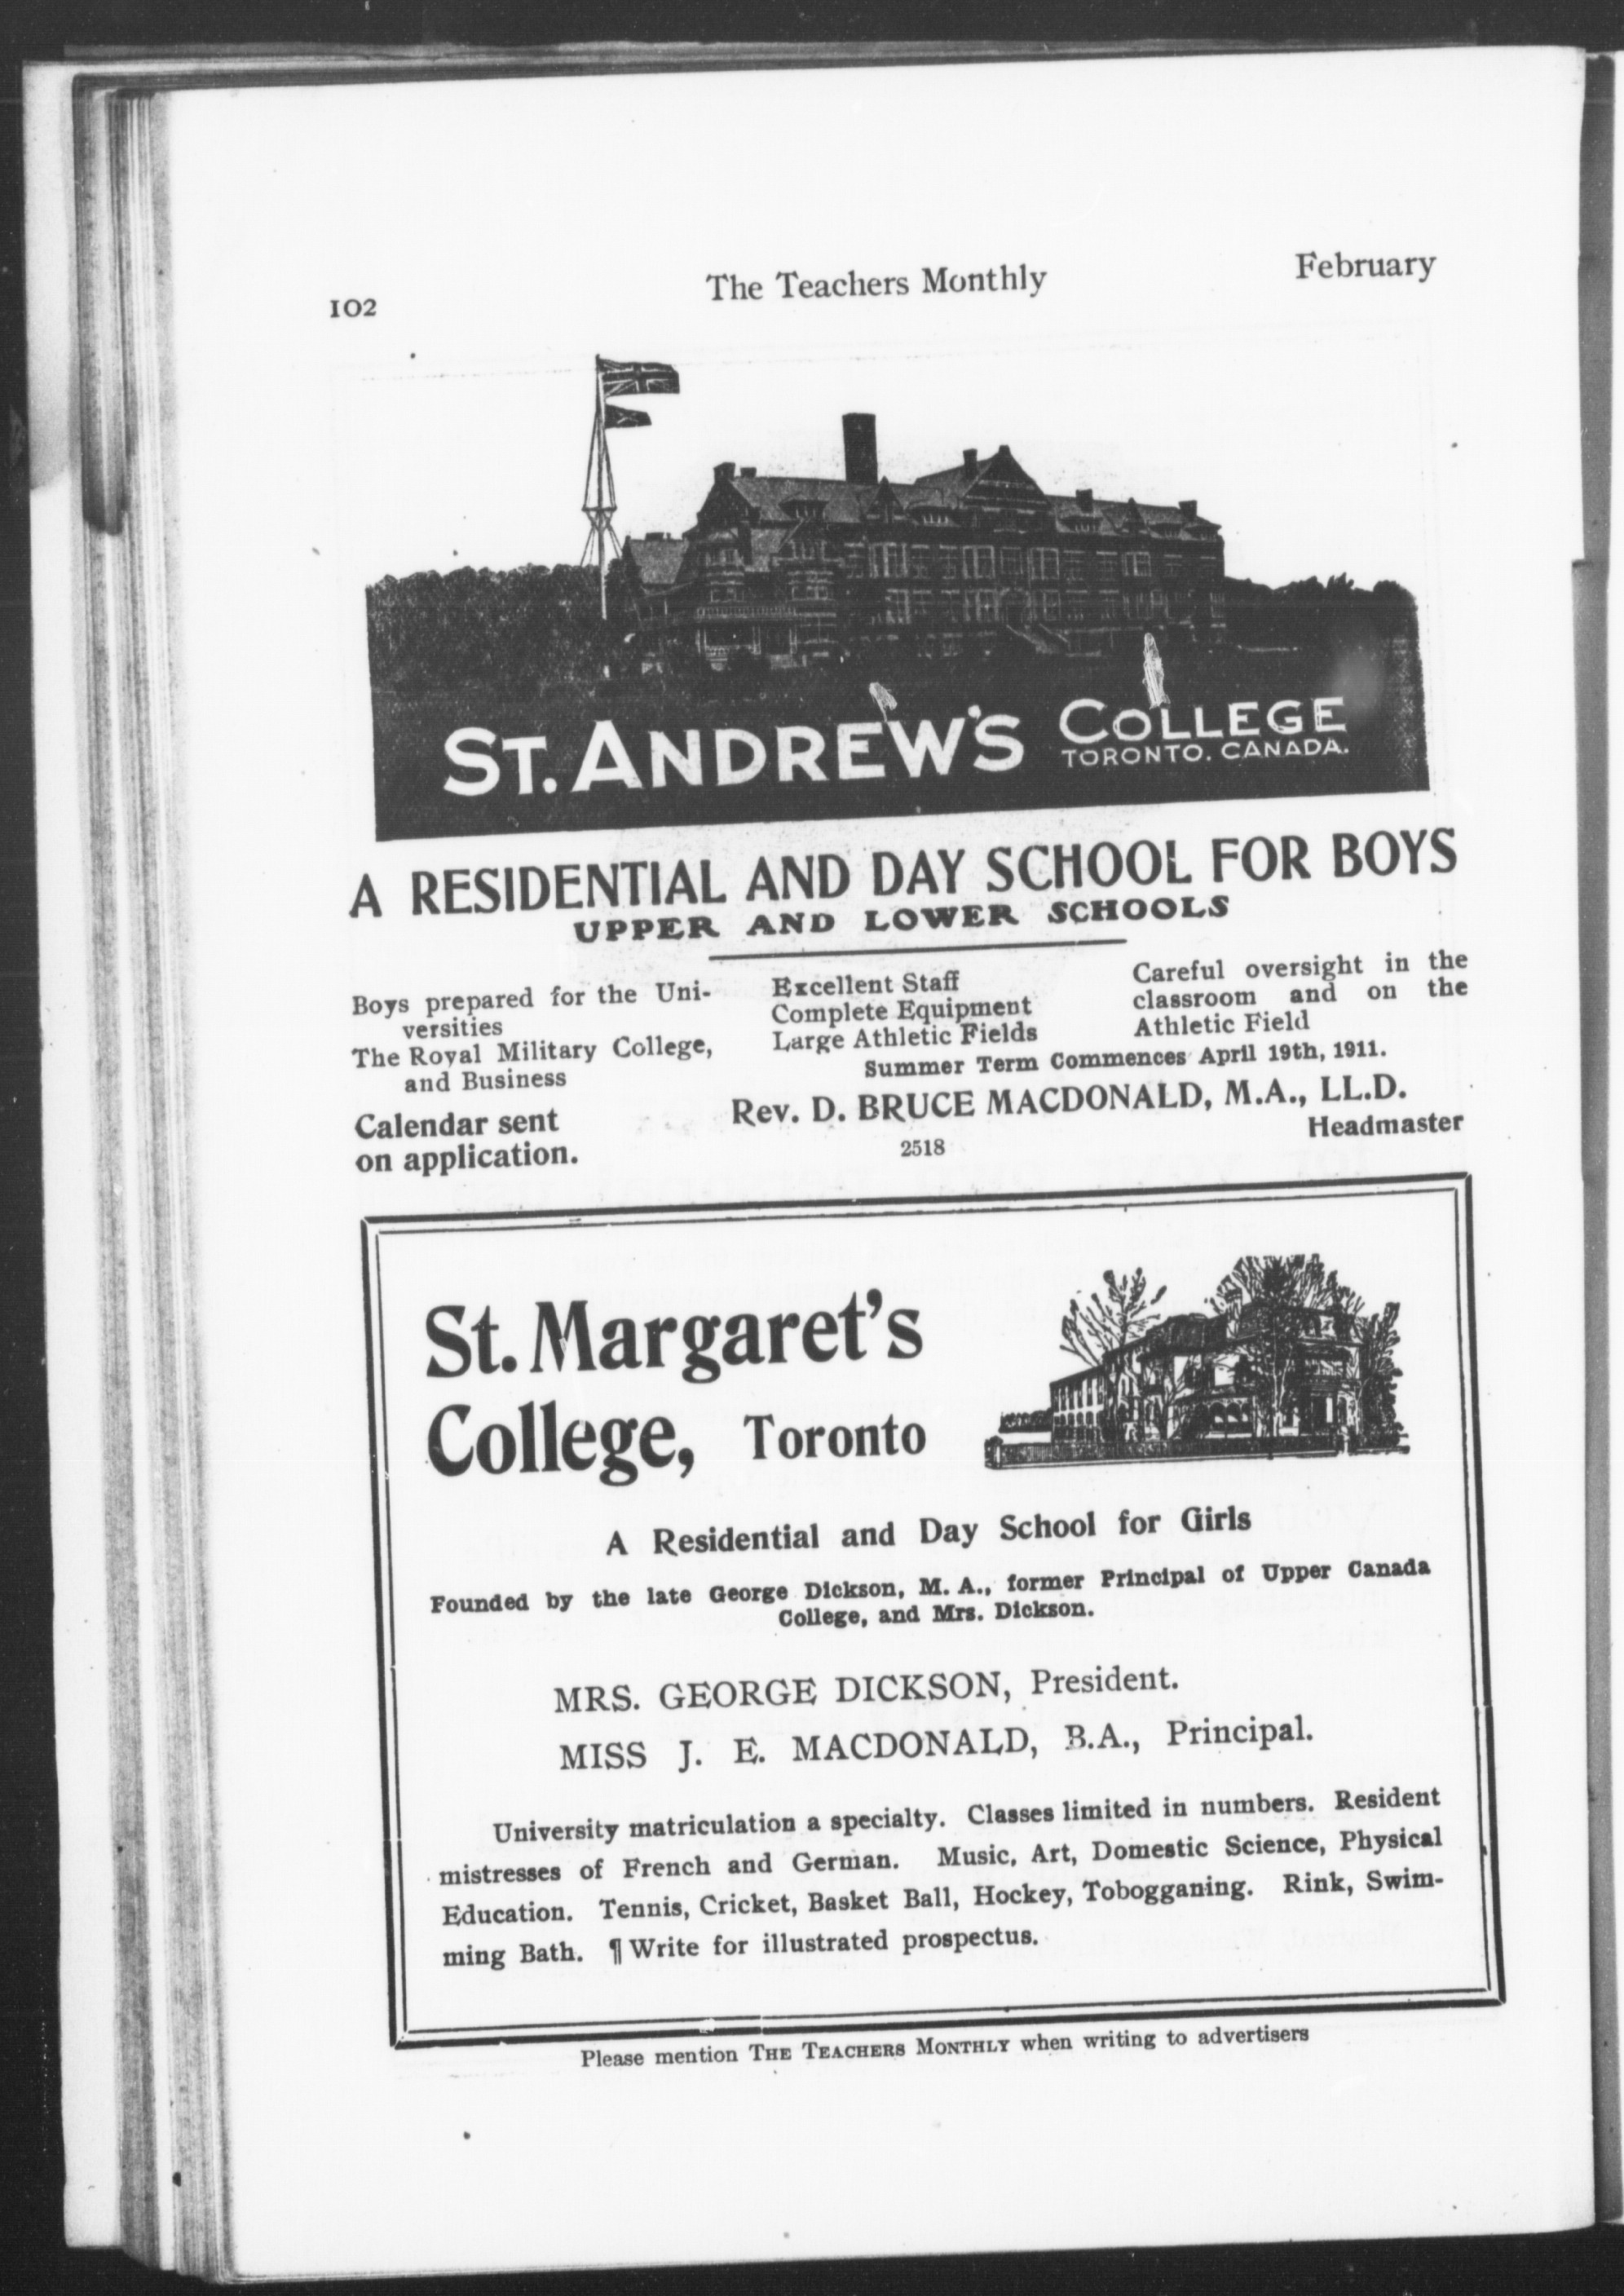 102
The Teachers Monthly
February
ST. ANDREW'S COLLEGE
TORONTO. CANADA.
A RESIDENTIAL AND DAY SCHOOL FOR BOYS
UPPER AND LOWER SCHOOLS
Boys prepared for the Uni-
versities
The Royal Military College,
and Business
Calendar sent
on application.
Excellent Staff
Complete Equipment
Large Athletic Fields
Careful oversight in the
classroom and on the
Athletic Field
Summer Term Commences April 19th, 1911.
Rev. D. BRUCE MACDONALD, M.A., LL.D.
Headmaster
2518
St. Margaret's
College, Toronto
A Residential and Day School for Girls
Founded by the late George Dickson, M. A., former Principal of Upper Canada
College, and Mrs. Dickson.
MRS. GEORGE DICKSON, President.
MISS J. E. MACDONALD, B.A., Principal.
University matriculation a specialty. Classes limited in numbers. Resident
mistresses of French and German. Music, Art, Domestic Science, Physical
Education. Tennis, Cricket, Basket Ball, Hockey, Tobogganing. Rink, Swim-
ming Bath. ¶ Write for illustrated prospectus.
Please mention THE TEACHERS MONTHLY when writing to advertisers